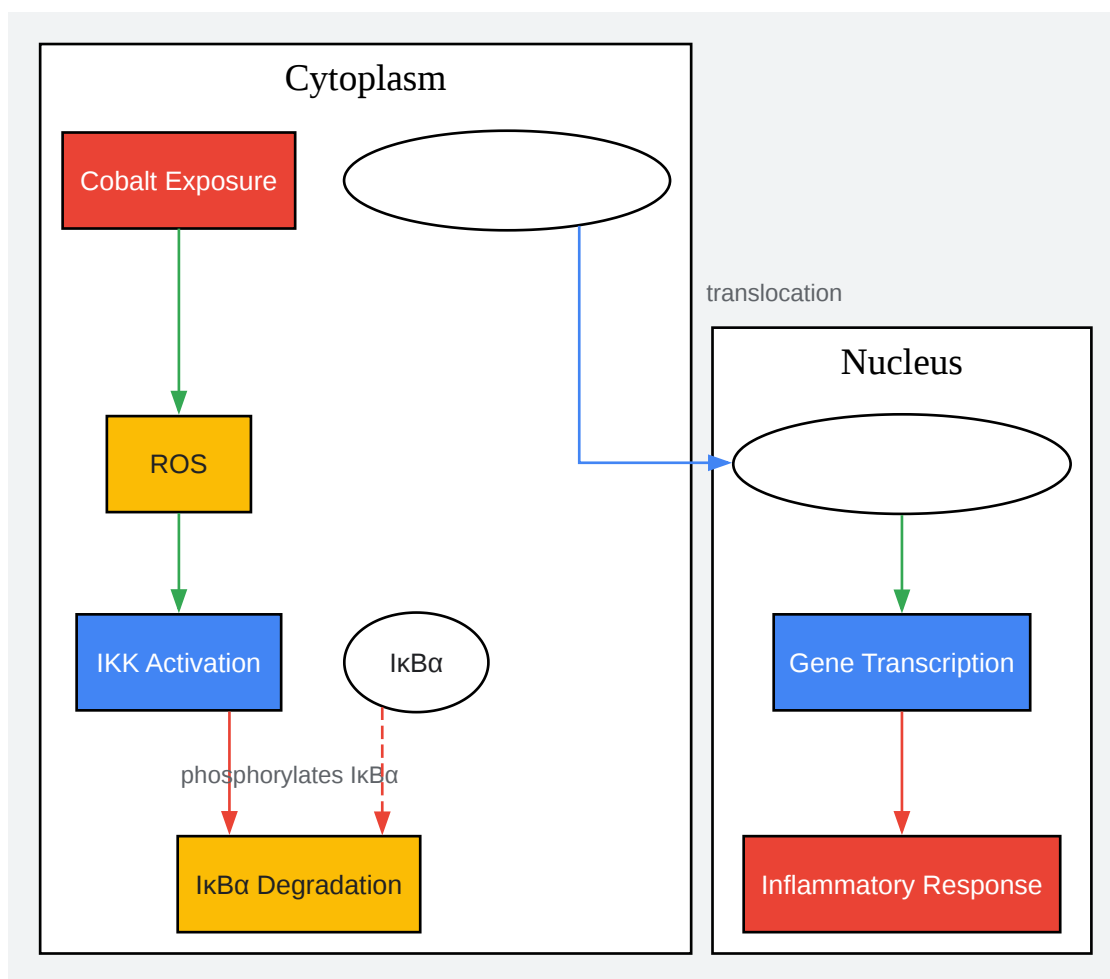 Cytoplasm
Cobalt Exposure
translocation
Nucleus
ROS
IKK Activation
IκBα
Gene Transcription
phosphorylates IκBα
IκBα Degradation
Inflammatory Response